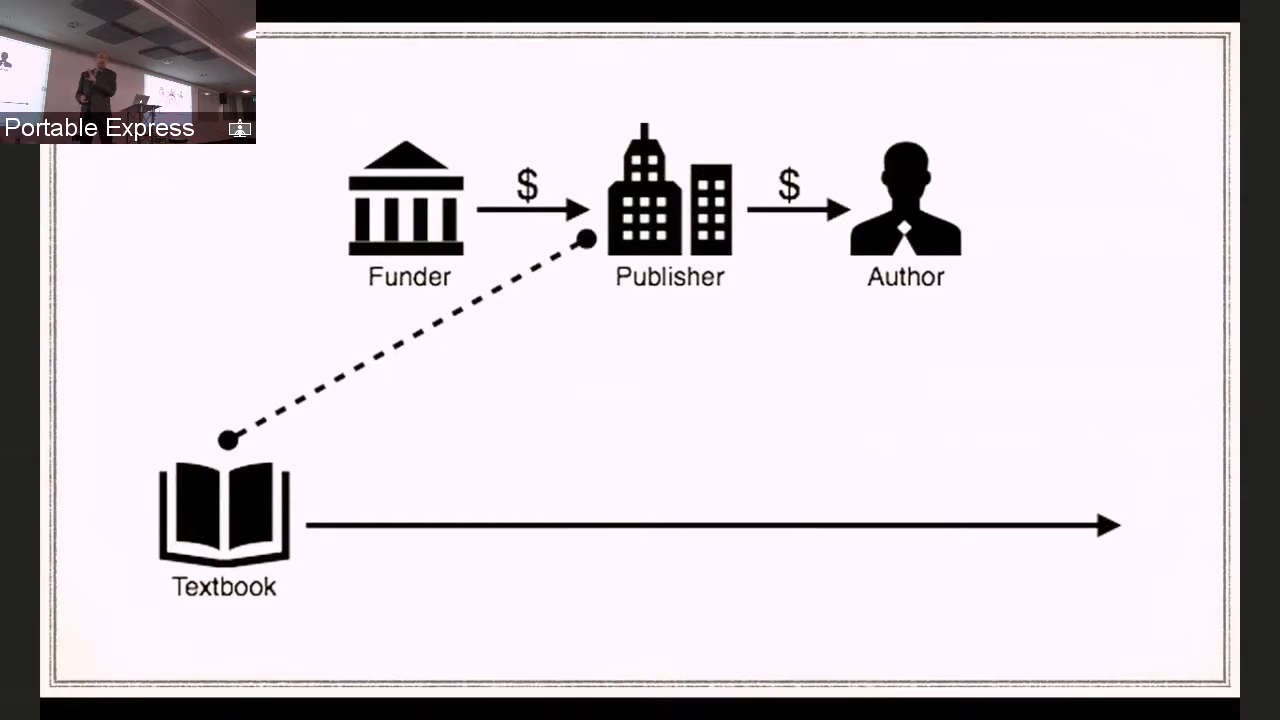 Portable Express
$
$
Funder
Publisher
Author
Textbook